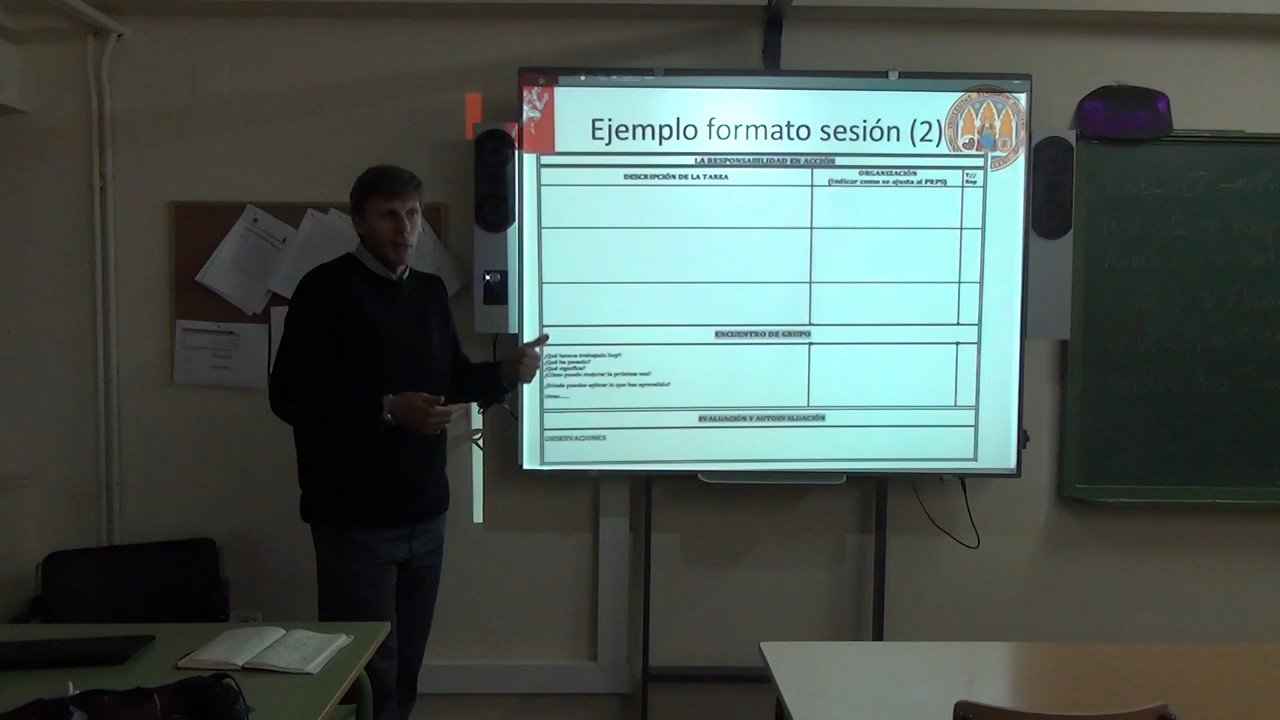 Ejemplo formato sesión (2)
LA RESPONSABILIDAD EN ACCIÓN
DESCRIPCIÓN DE LA TAREA
ORGANIZACIÓN
(Indicar como se ajusta al PRPS)
ENCUENTRO DE GRUPO
¿Qué hemos trabajado hoy?
¿Qué ha pasado?
¿Qué significa?
¿Cómo puedo mejorar la próxima vez?
¿Dónde puedes aplicar lo que has aprendido?
Otras.....
EVALUACIÓN Y AUTOEVALUACIÓN
OBSERVACIONES